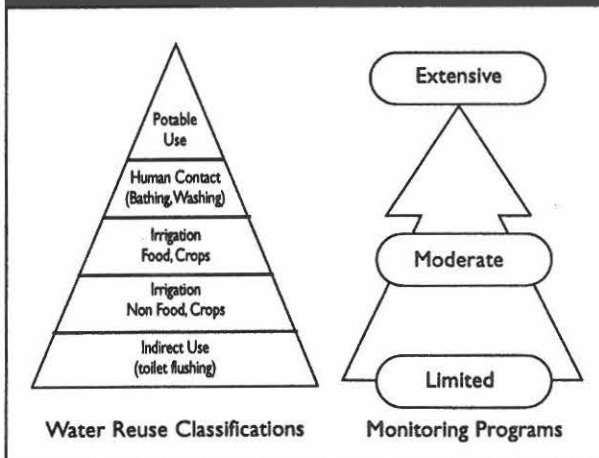 Potable
Use
Human Contact
(Bathing, Washing)
Irrigation
Food, Crops
Irrigation
Non Food, Crops
Indirect Use
(toilet flushing)
Water Reuse Classifications
Extensive
Moderate
Limited
Monitoring Programs